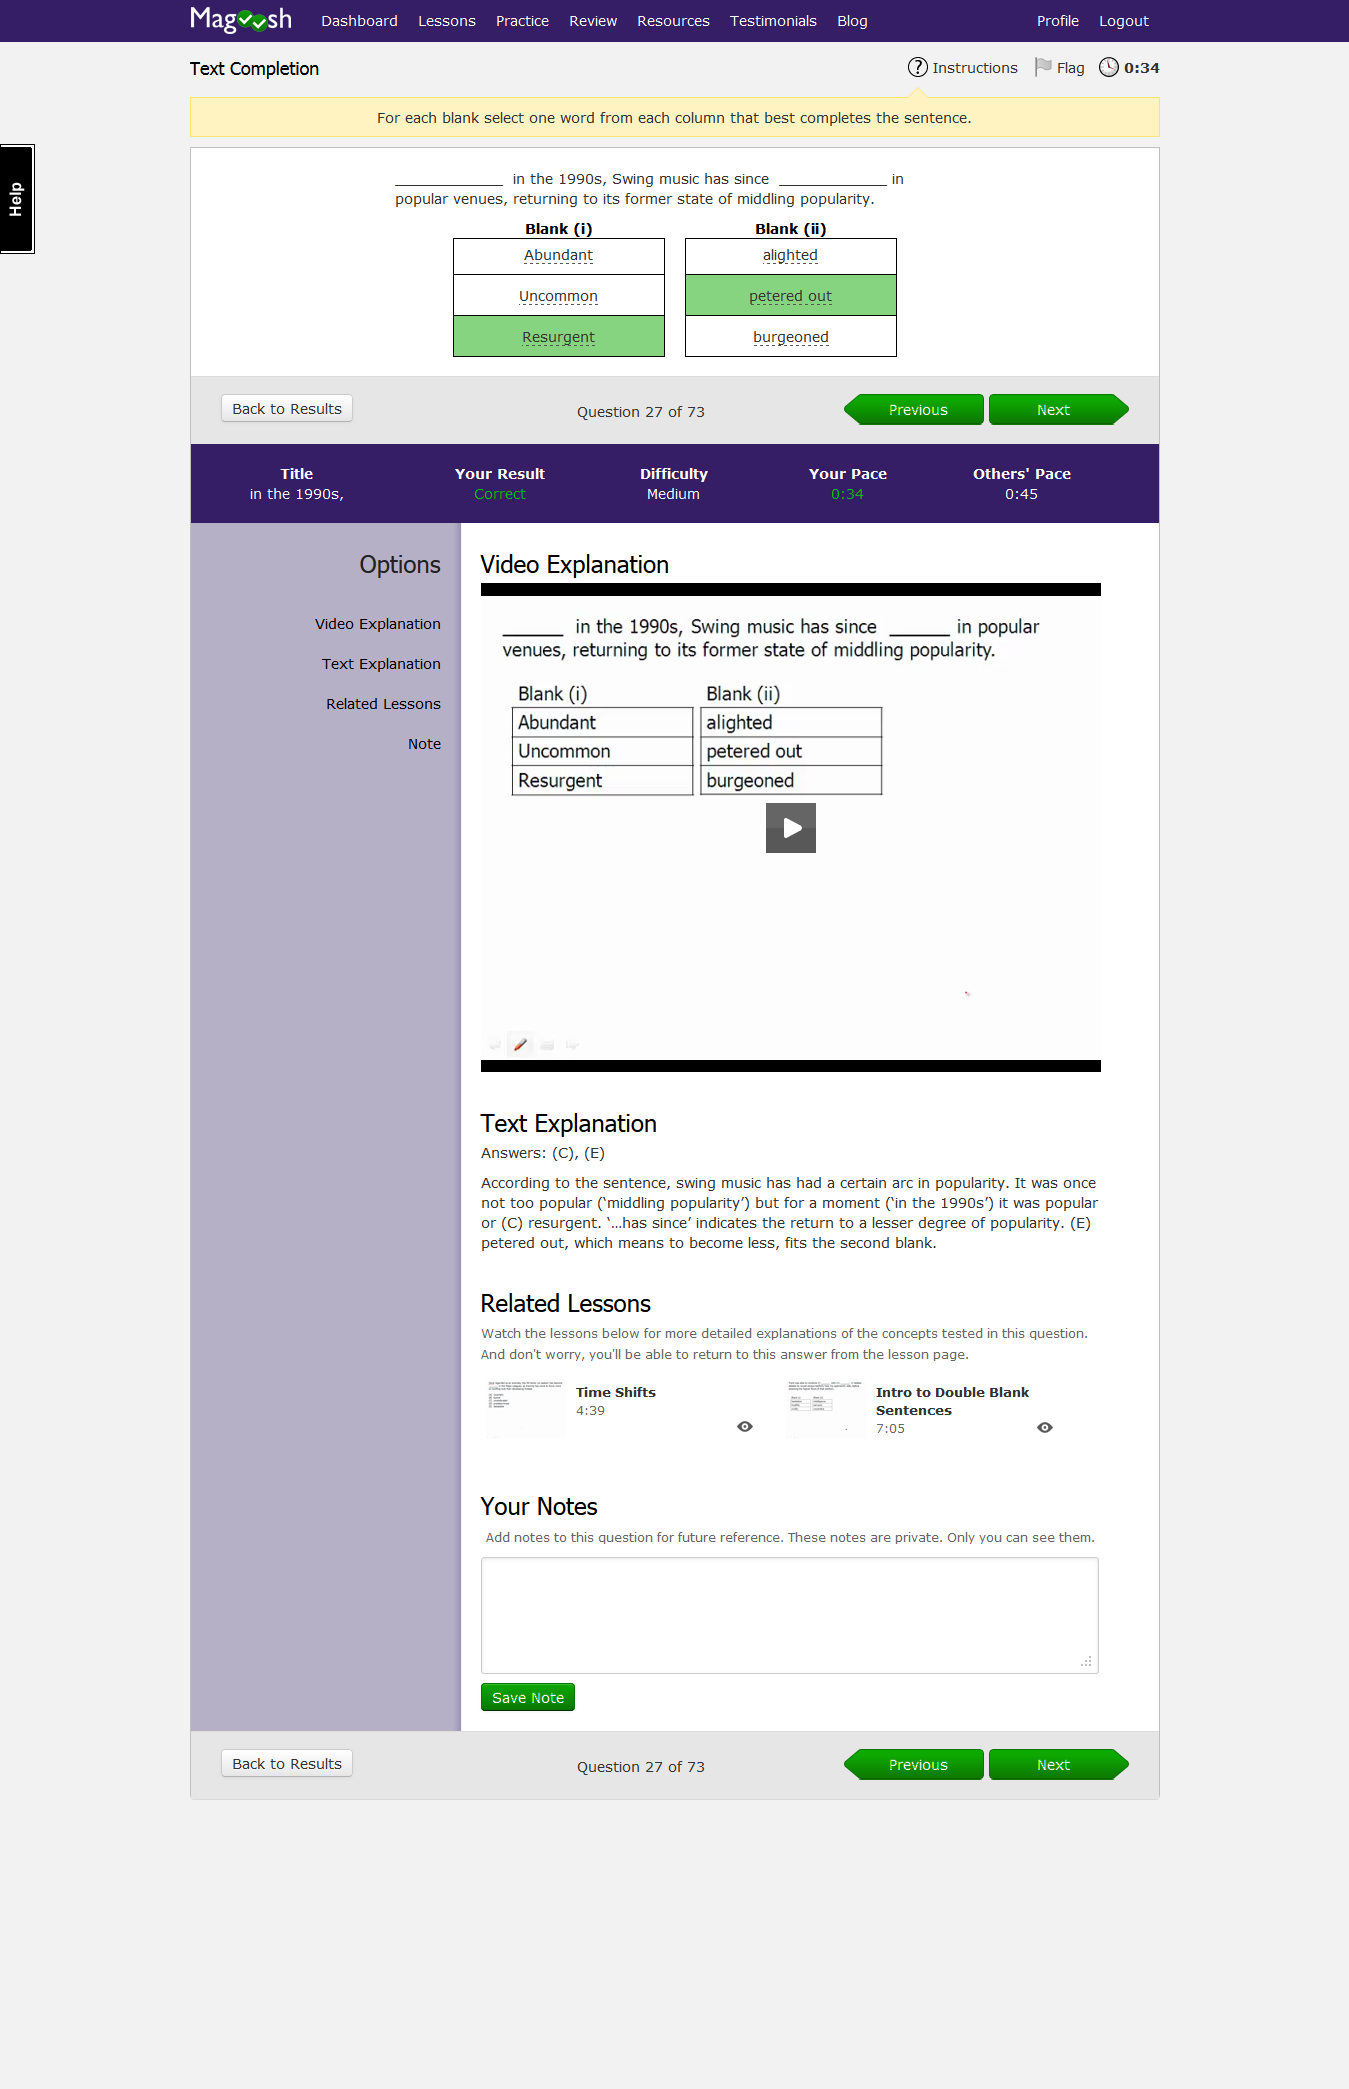 Magoosh Dashboard Lessons Practice Review Resources Testimonials Blog Profile Logout
Text Completion Instructions Flag 0:34
For each blank select one word from each column that best completes the sentence.
Help
_____________ in the 1990s, Swing music has since _____________ in
popular venues, returning to its former state of middling popularity.
Blank (i) Blank (ii)
Abundant alighted
Uncommon petered out
Resurgent burgeoned
Back to Results Question 27 of 73 Previous Next
Title Your Result Difficulty Your Pace Others' Pace
in the 1990s, Correct Medium 0:34 0:45
Options
Video Explanation
Text Explanation
Related Lessons
Note
Video Explanation
______ in the 1990s, Swing music has since ______ in popular
venues, returning to its former state of middling popularity.
Blank (i) Blank (ii)
Abundant alighted
Uncommon petered out
Resurgent burgeoned
Text Explanation
Answers: (C), (E)
According to the sentence, swing music has had a certain arc in popularity. It was once
not too popular (‘middling popularity’) but for a moment (‘in the 1990s’) it was popular
or (C) resurgent. ‘…has since’ indicates the return to a lesser degree of popularity. (E)
petered out, which means to become less, fits the second blank.
Related Lessons
Watch the lessons below for more detailed explanations of the concepts tested in this question.
And don't worry, you'll be able to return to this answer from the lesson page.
Time Shifts
4:39
Intro to Double Blank
Sentences
7:05
Your Notes
Add notes to this question for future reference. These notes are private. Only you can see them.
Save Note
Back to Results Question 27 of 73 Previous Next